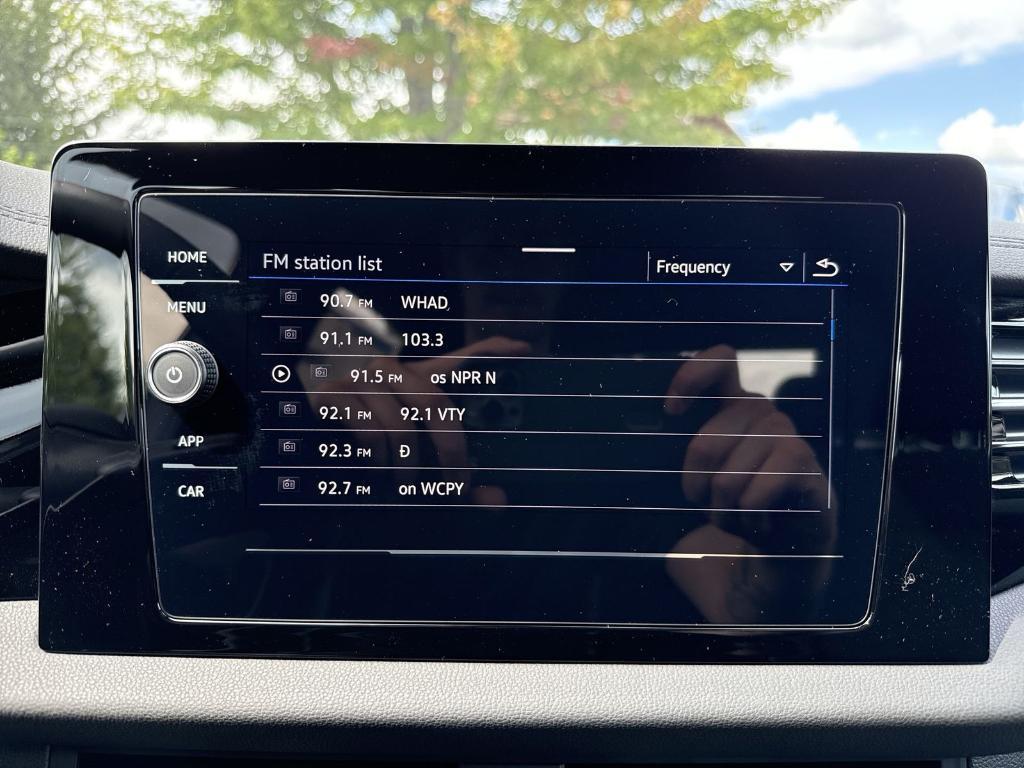 HOME
MENU
APP
CAR
FM station list
Frequency
90.7 FM WHAD
91.1 FM 103.3
91.5 FM os NPR N
92.1 FM 92.1 VTY
92.3 FM Đ
92.7 FM on WCPY